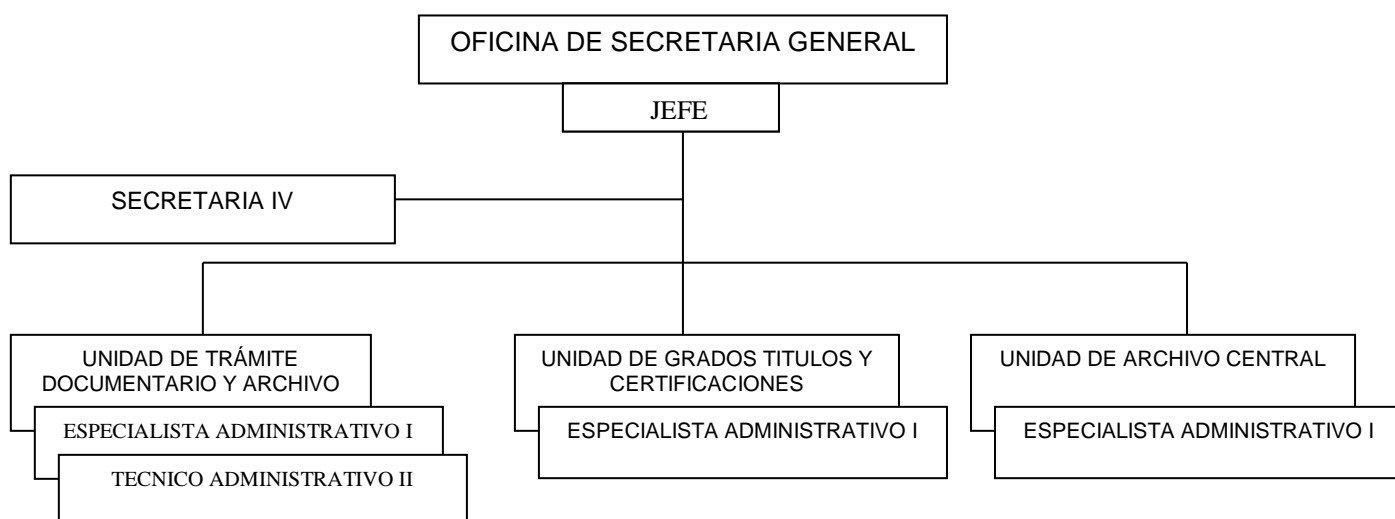 OFICINA DE SECRETARIA GENERAL
JEFE
SECRETARIA IV
UNIDAD DE TRÁMITE
DOCUMENTARIO Y ARCHIVO
ESPECIALISTA ADMINISTRATIVO I
TECNICO ADMINISTRATIVO II
UNIDAD DE GRADOS TITULOS Y
CERTIFICACIONES
ESPECIALISTA ADMINISTRATIVO I
UNIDAD DE ARCHIVO CENTRAL
ESPECIALISTA ADMINISTRATIVO I